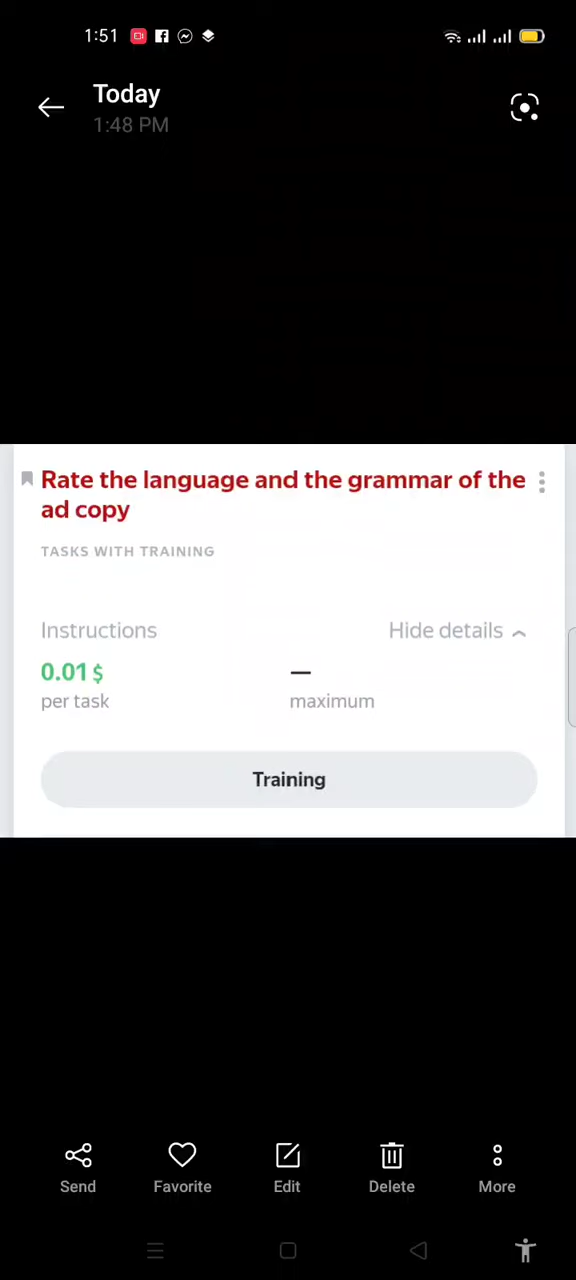 1:51
Today
1:48 PM
Rate the language and the grammar of the
ad copy
TASKS WITH TRAINING
Instructions
Hide details
0.01 $
—
per task
maximum
Training
Send
Favorite
Edit
Delete
More